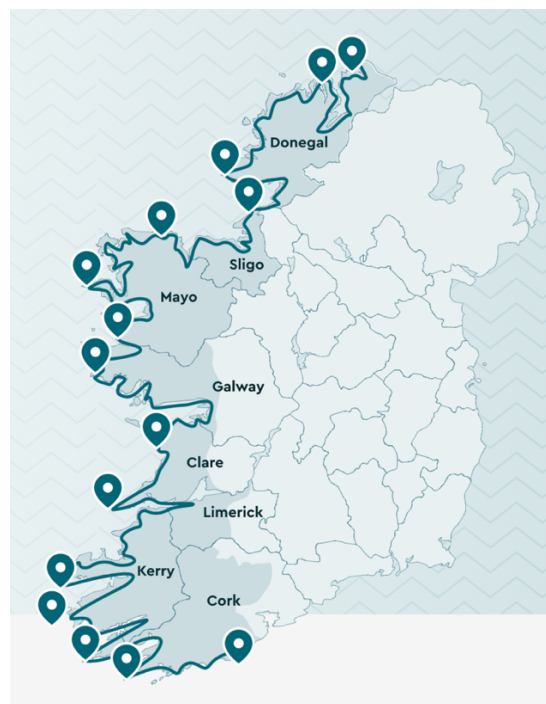 Donegal
Sligo
Mayo
Galway
Clare
Limerick
Kerry
Cork